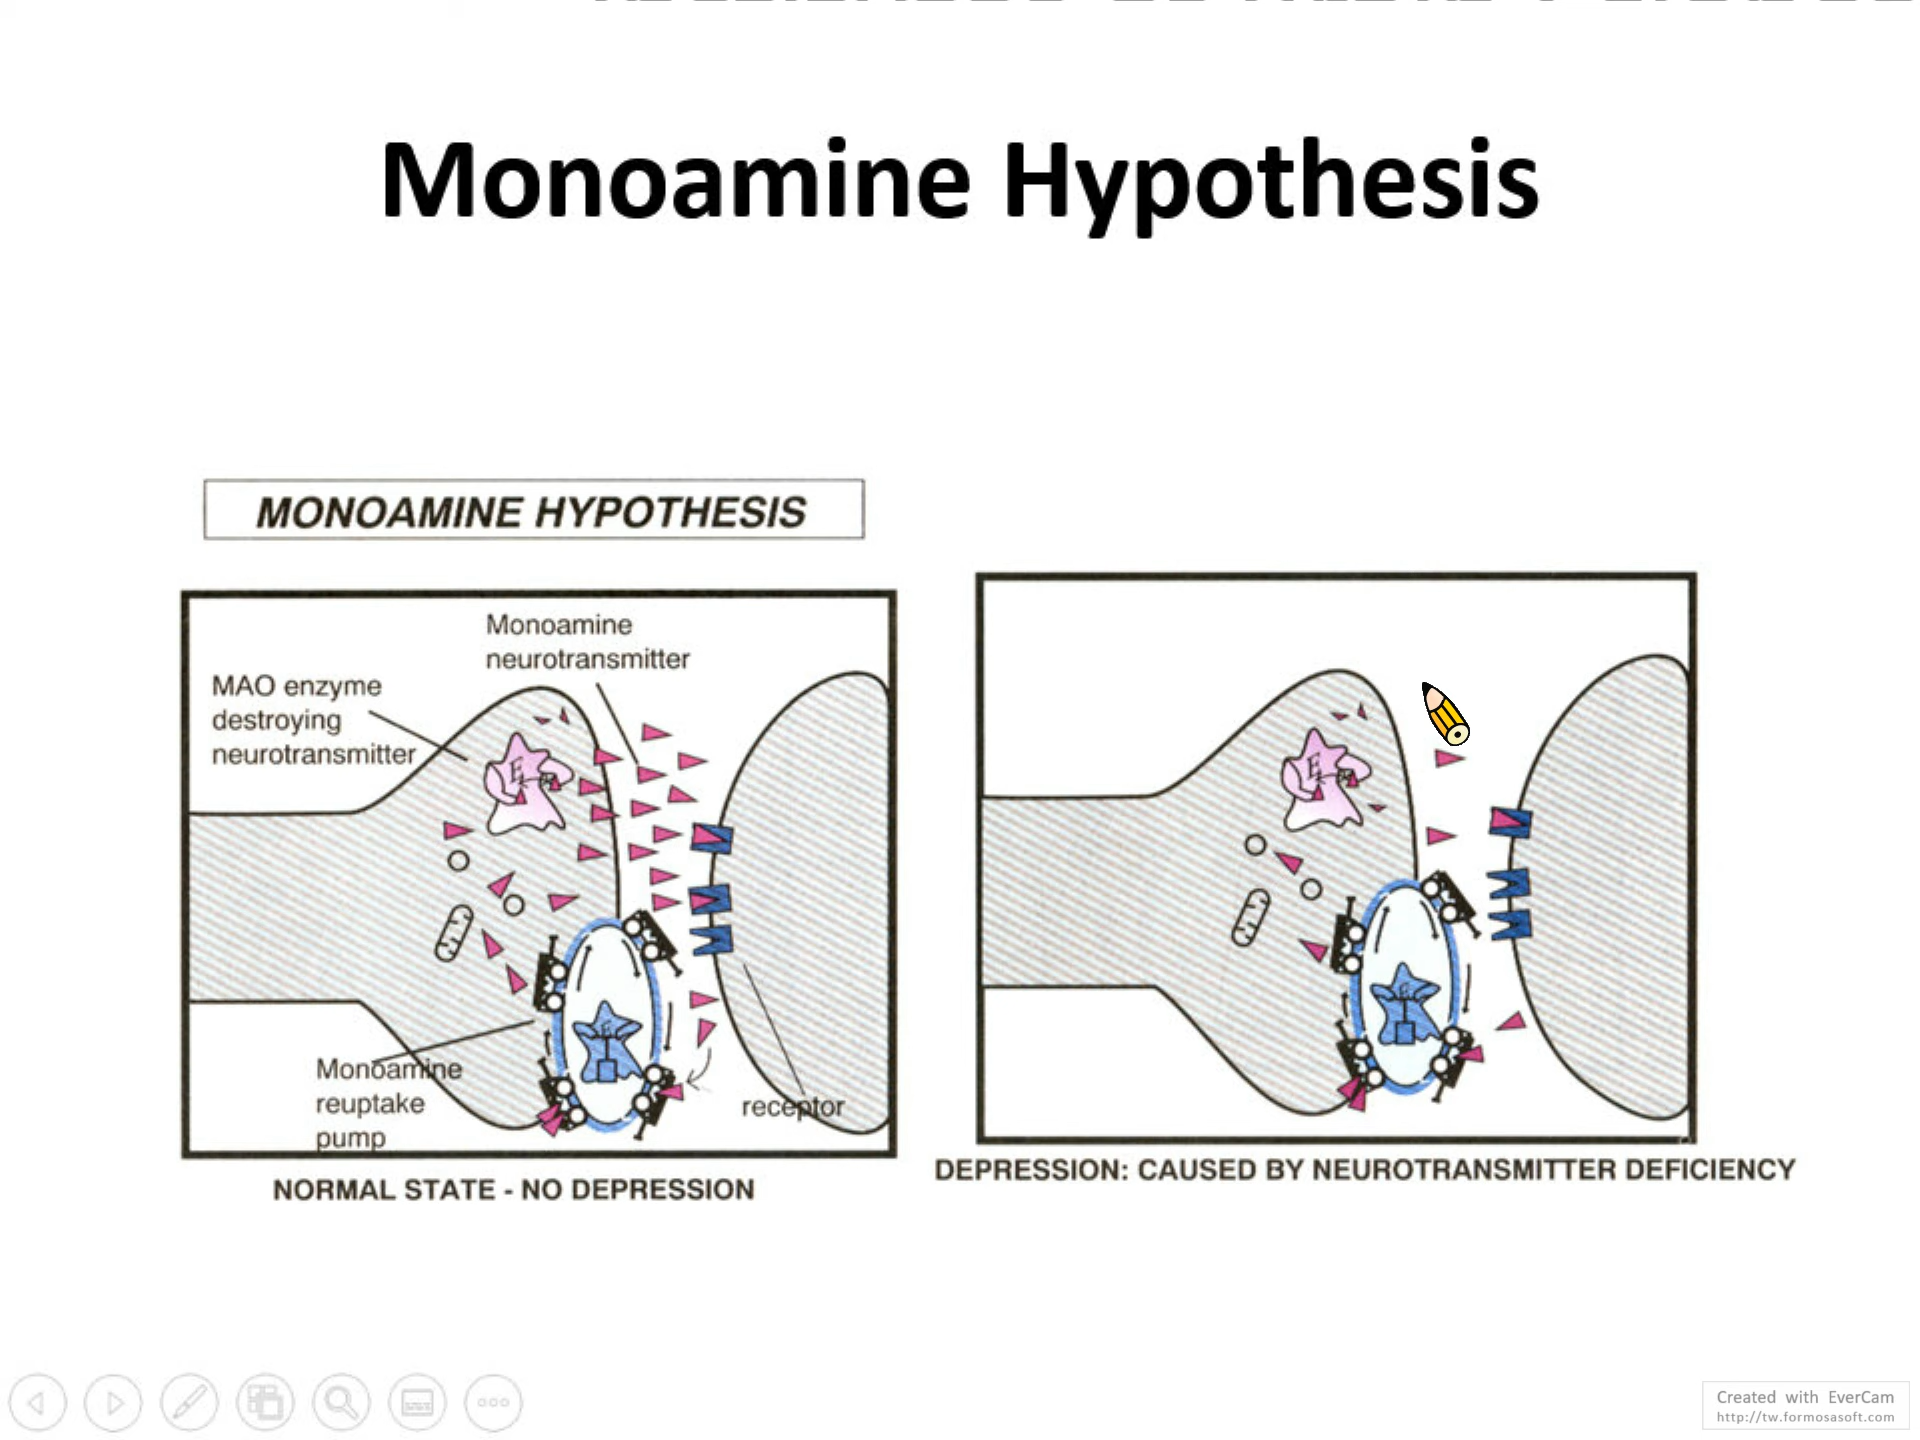 Monoamine Hypothesis
MONOAMINE HYPOTHESIS
Monoamine
neurotransmitter
MAO enzyme
destroying
neurotransmitter
E
E
Monoamine
reuptake
pump
receptor
NORMAL STATE - NO DEPRESSION
E
E
DEPRESSION: CAUSED BY NEUROTRANSMITTER DEFICIENCY
Created with EverCam
http://tw.formosasoft.com